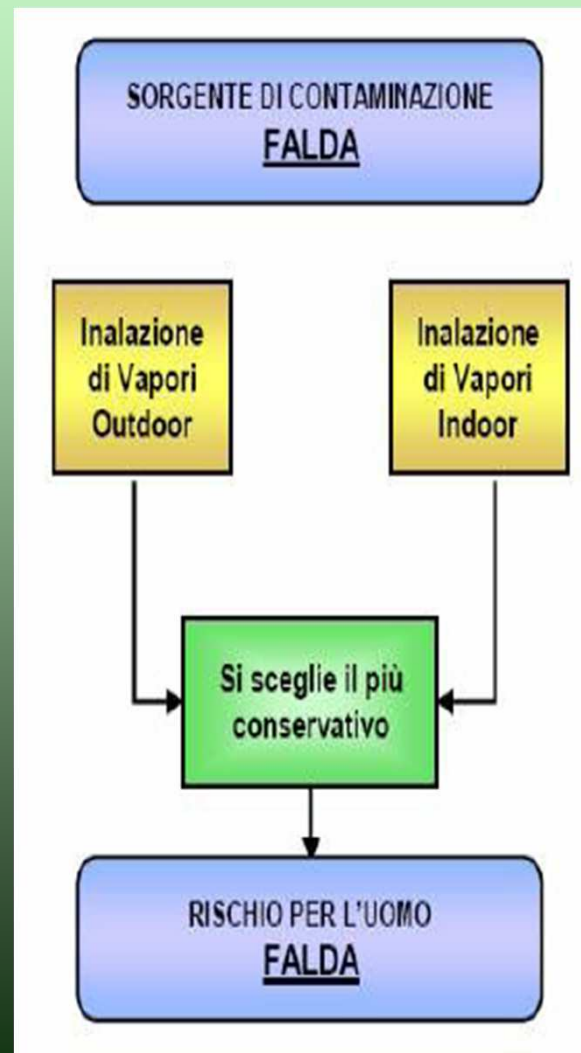 SORGENTE DI CONTAMINAZIONE
FALDA
Inalazione
di Vapori
Outdoor
Inalazione
di Vapori
Indoor
Si sceglie il più
conservativo
RISCHIO PER L'UOMO
FALDA